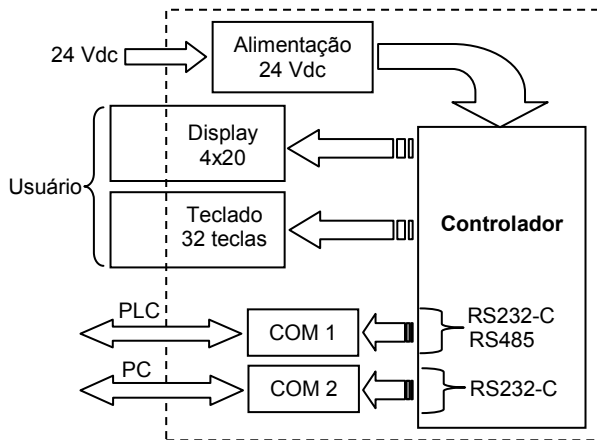 24 Vdc
Alimentação
24 Vdc
Display
4x20
Usuário
Teclado
32 teclas
Controlador
PLC
COM 1
RS232-C
RS485
PC
COM 2
RS232-C